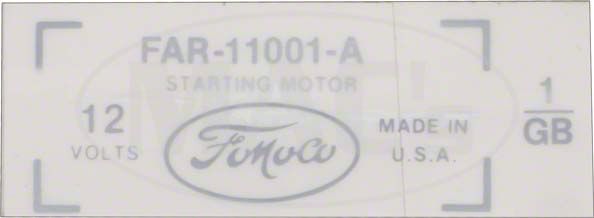 FAR-11001-A
STARTING MOTOR
12
VOLTS
FoMoCo
MADE IN
U.S.A.
1
GB